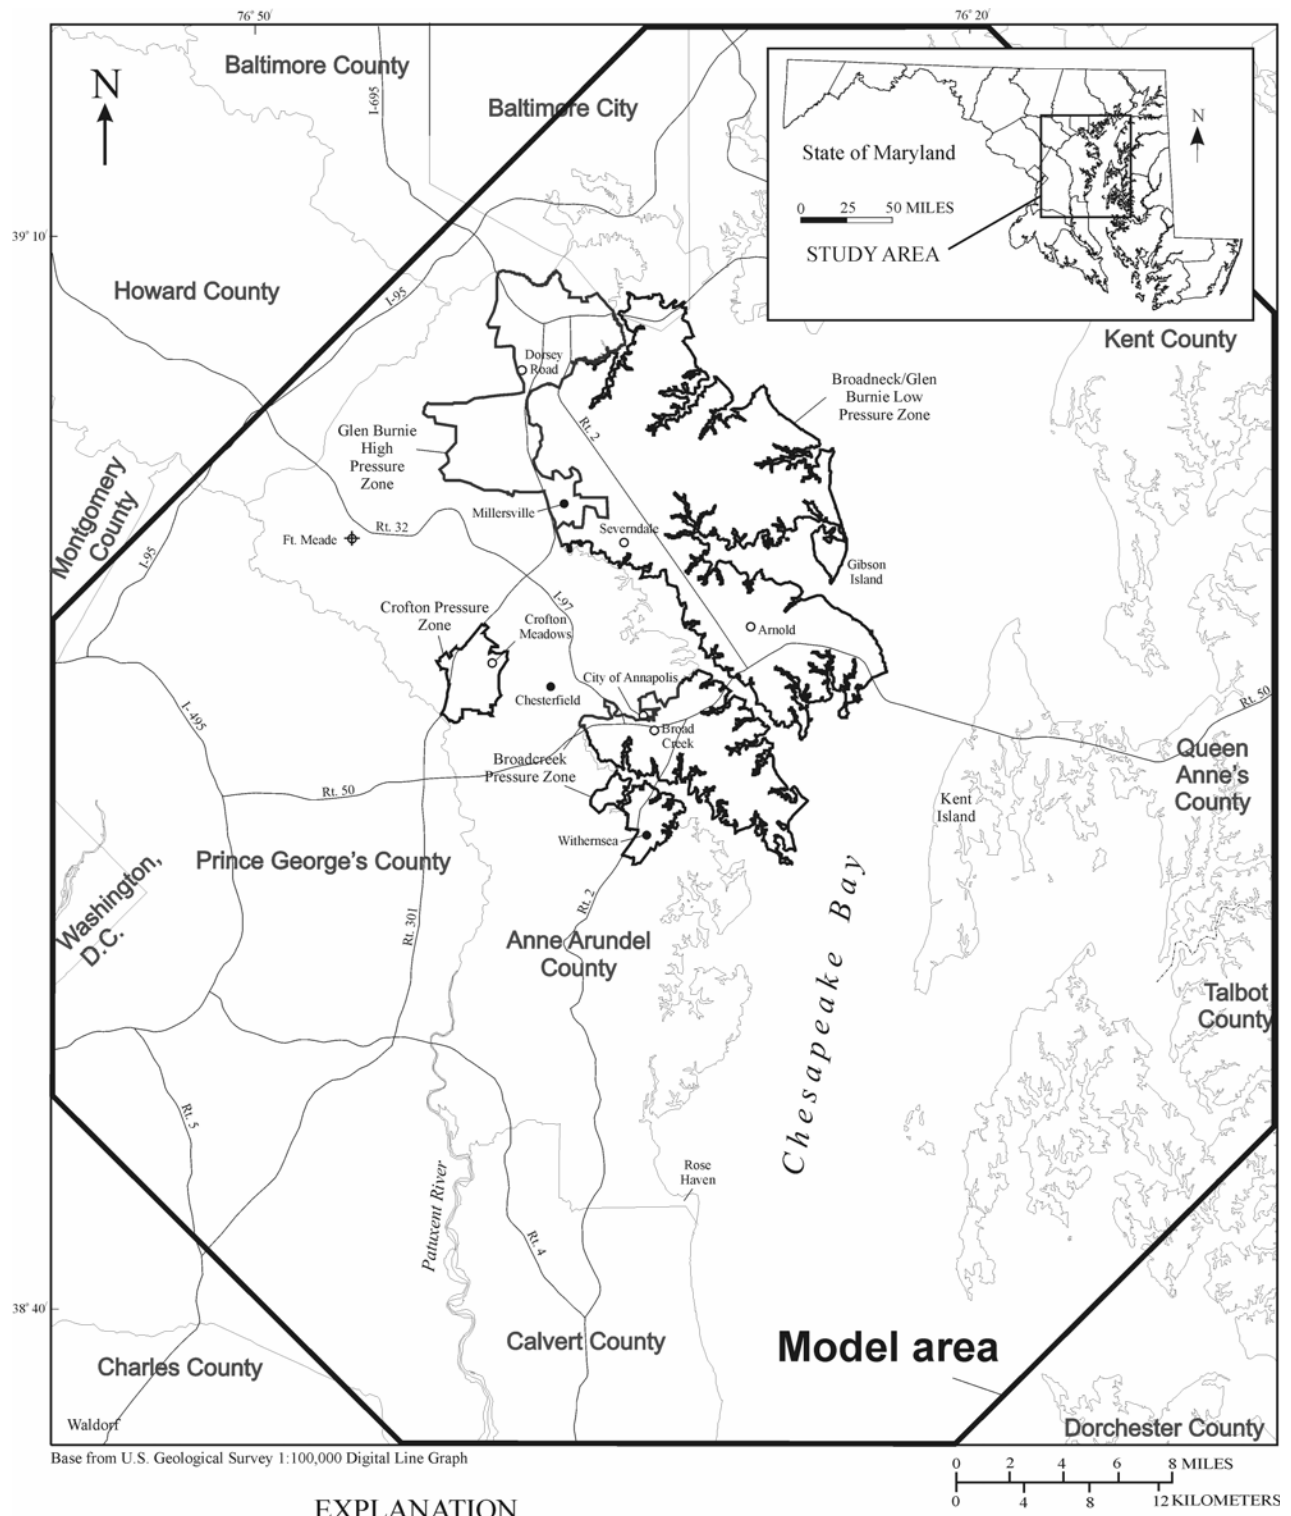 76° 50'
76° 20'
Baltimore County
N
I-695
Baltimore City
N
State of Maryland
0 25 50 MILES
STUDY AREA
39° 10'
Howard County
I-95
Kent County
Dorsey
Road
Broadneck/Glen
Burnie Low
Pressure Zone
Rt. 2
Glen Burnie
High
Pressure
Zone
Montgomery
County
Millersville
Rt. 32
Severndale
Ft. Meade
I-95
Gibson
Island
I-97
Crofton Pressure
Zone
Crofton
Meadows
Arnold
City of Annapolis
Chesterfield
Rt. 50
I-495
Broad
Creek
Broadcreek
Pressure Zone
Queen
Anne's
County
Rt. 50
Kent
Island
Withernsea
Prince George's County
Washington,
D.C.
Rt. 2
Rt. 301
Anne Arundel
County
Chesapeake Bay
Talbot
County
Rt. 5
Rose
Haven
Patuxent River
Rt. 4
38° 40'
Calvert County
Model area
Charles County
Waldorf
Dorchester County
Base from U.S. Geological Survey 1:100,000 Digital Line Graph
0 2 4 6 8 MILES
0 4 8 12 KILOMETERS
EXPLANATION